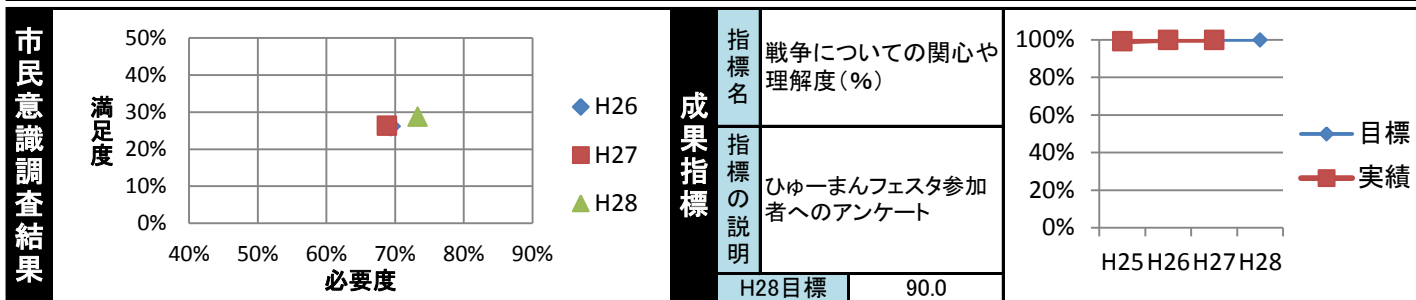 市民意識調査結果
50%
40%
30%
20%
10%
0%
満足度
40% 50% 60% 70% 80% 90%
必要度
H26
H27
H28
成果指標
指標名
戦争についての関心や
理解度(%)
指標の説明
ひゅーまんフェスタ参加
者へのアンケート
H28目標
90.0
100%
80%
60%
40%
20%
0%
H25 H26 H27 H28
目標
実績